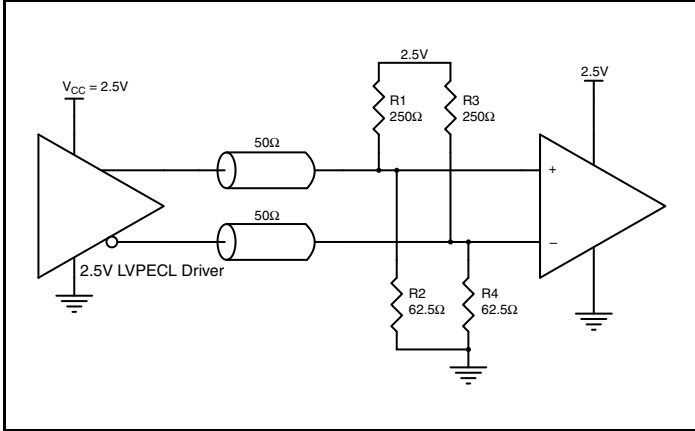 2.5V
V_CC = 2.5V
2.5V
R1
250Ω
R3
250Ω
50Ω
+
50Ω
–
2.5V LVPECL Driver
R2
62.5Ω
R4
62.5Ω